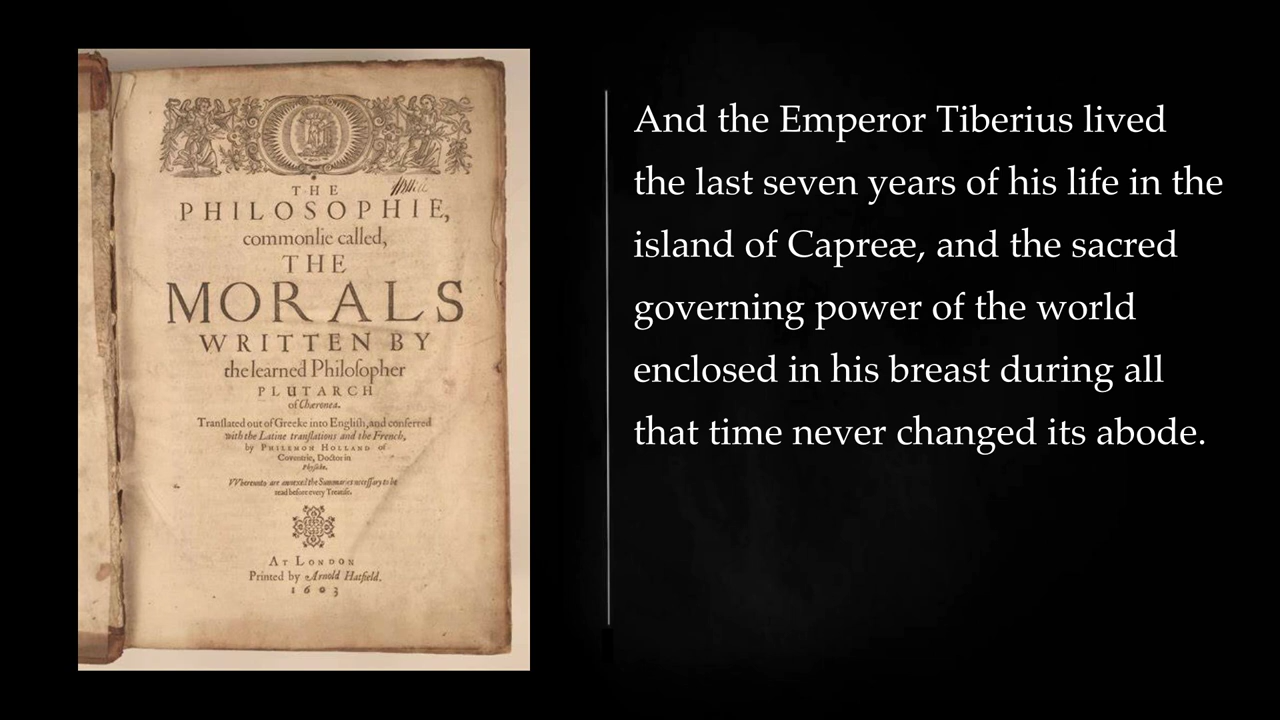 THE
PHILOSOPHIE,
commonlie called,
THE
MORALS
WRITTEN BY
the learned Philoſopher
PLUTARCH
of Chæronea.
Tranſlated out of Greeke into Engliſh, and conferred
with the Latine tranſlations and the French,
by PHILEMON HOLLAND of
Coventrie, Doctor in
Phyſicke.
VVhereunto are annexed the Summaries neceſſary to be
read before every Treatiſe.
AT LONDON
Printed by Arnold Hatfield.
1603
And the Emperor Tiberius lived
the last seven years of his life in the
island of Capreæ, and the sacred
governing power of the world
enclosed in his breast during all
that time never changed its abode.